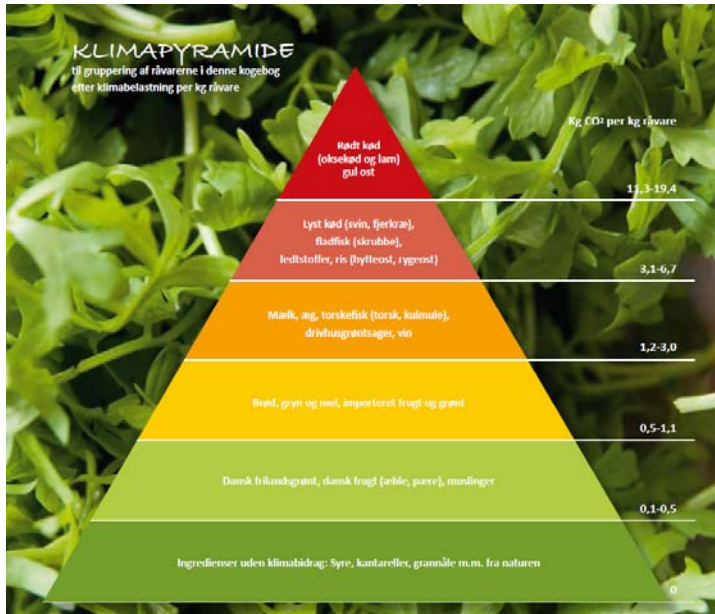 KLIMAPYRAMIDE
til gruppering af råvarerne i denne kogebog
efter klimabelastning per kg råvare
Kg CO² per kg råvare
Rødt kød
(oksekød og lam)
gul ost
11,3-19,4
Lyst kød (svin, fjerkræ),
fladfisk (skrubbe),
fedtstoffer, ris (hytteost, rygeost)
3,1-6,7
Mælk, æg, torskefisk (torsk, kulmule),
drivhusgrøntsager, vin
1,2-3,0
Brød, gryn og mel, importeret frugt og grønt
0,5-1,1
Dansk frilandsgrønt, dansk frugt (æble, pære), muslinger
0,1-0,5
Ingredienser uden klimabidrag: Syre, kantareller, grannåle m.m. fra naturen
0